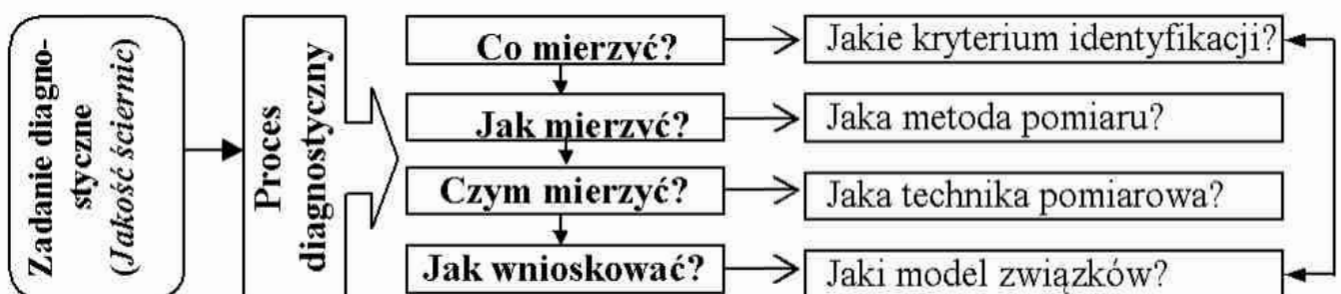 Zadanie diagno-
styczne
(Jakość ściernic)
Proces
diagnostyczny
Co mierzyć?
Jakie kryterium identyfikacji?
Jak mierzyć?
Jaka metoda pomiaru?
Czym mierzyć?
Jaka technika pomiarowa?
Jak wnioskować?
Jaki model związków?